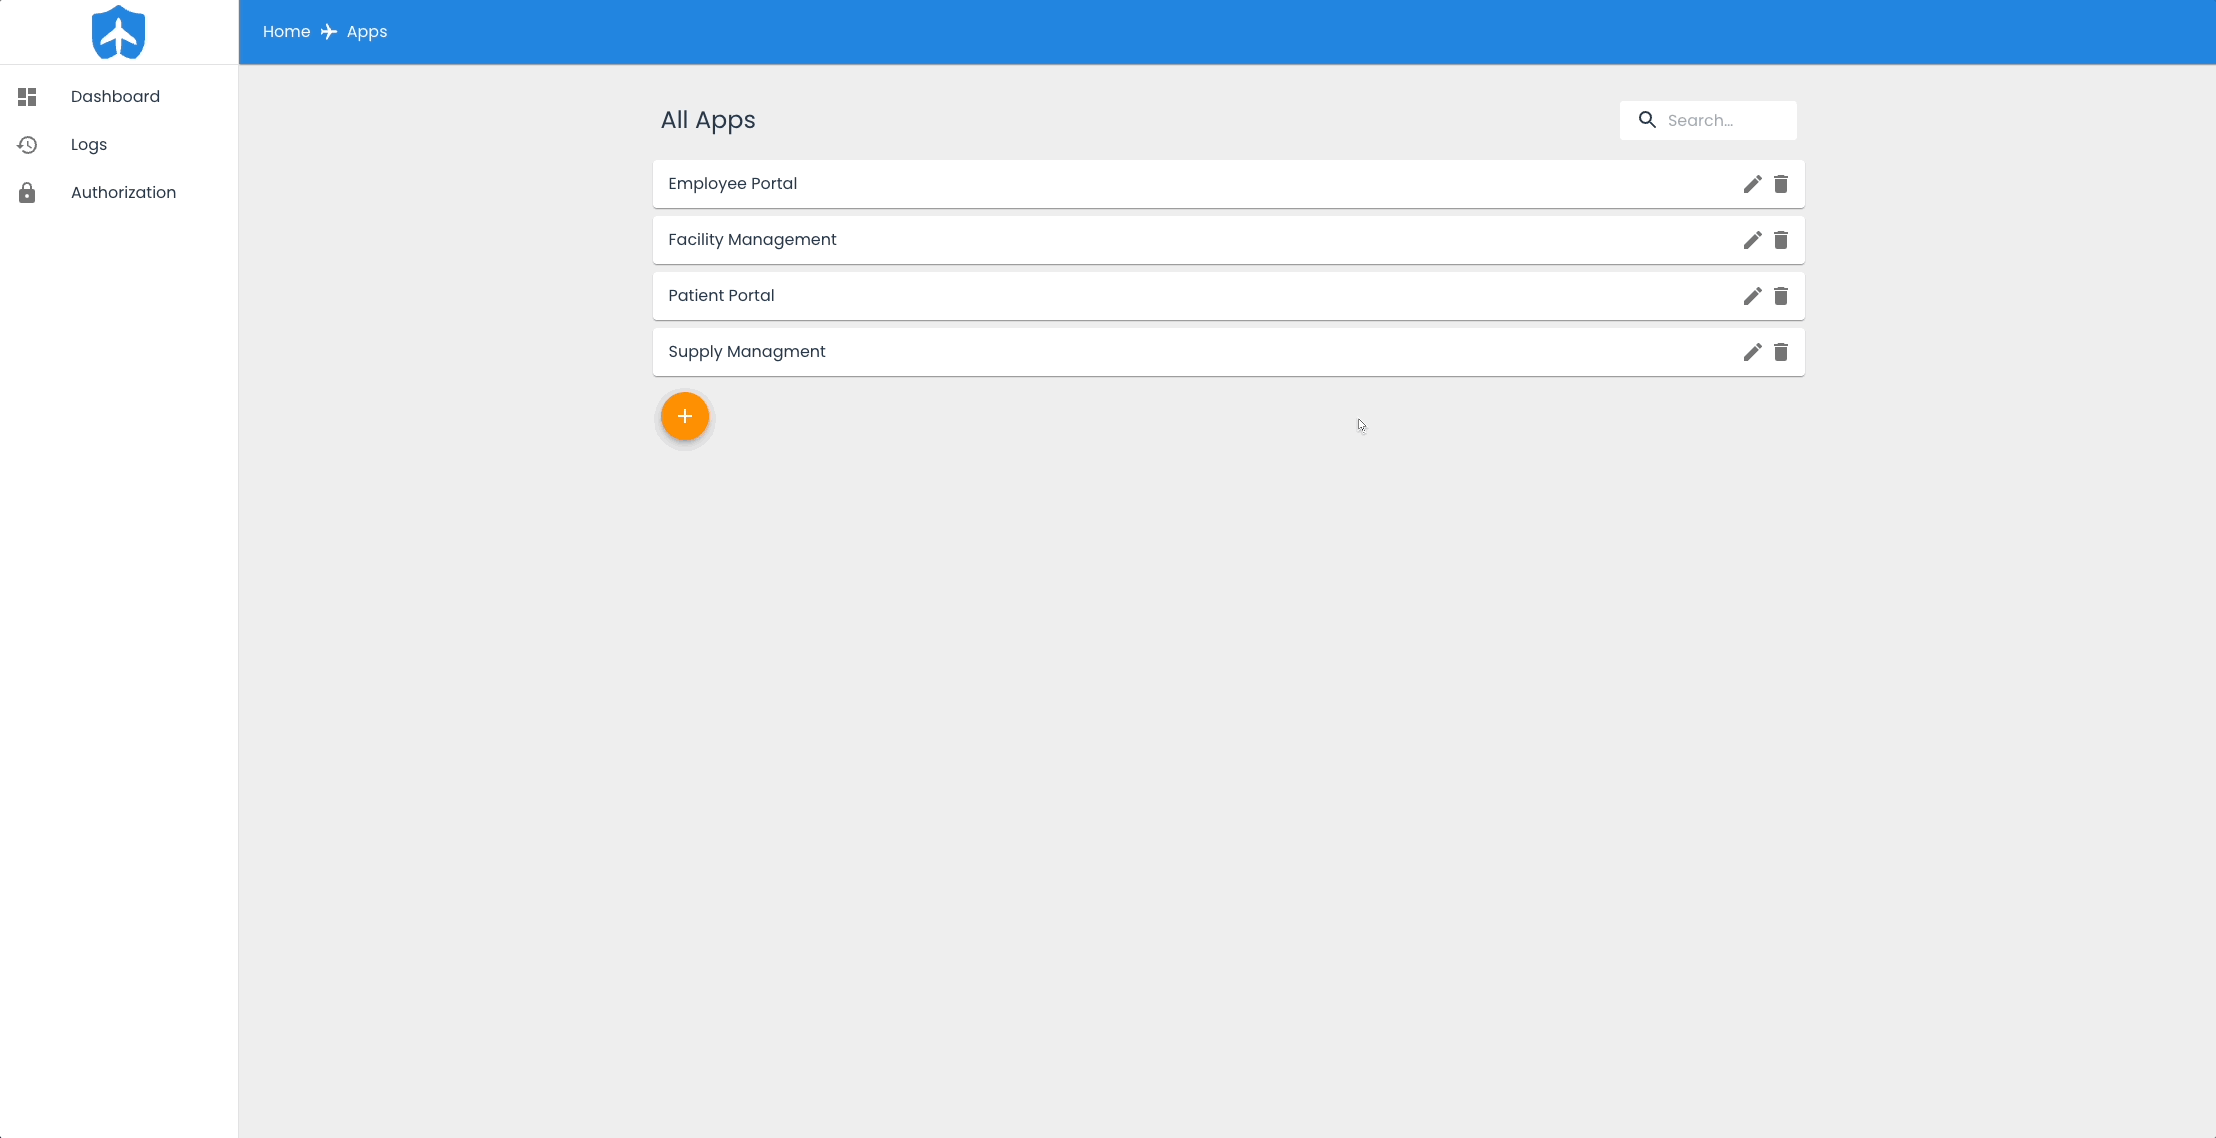 Home Apps
Dashboard
Logs
Authorization
All Apps
Search...
Employee Portal
Facility Management
Patient Portal
Supply Managment